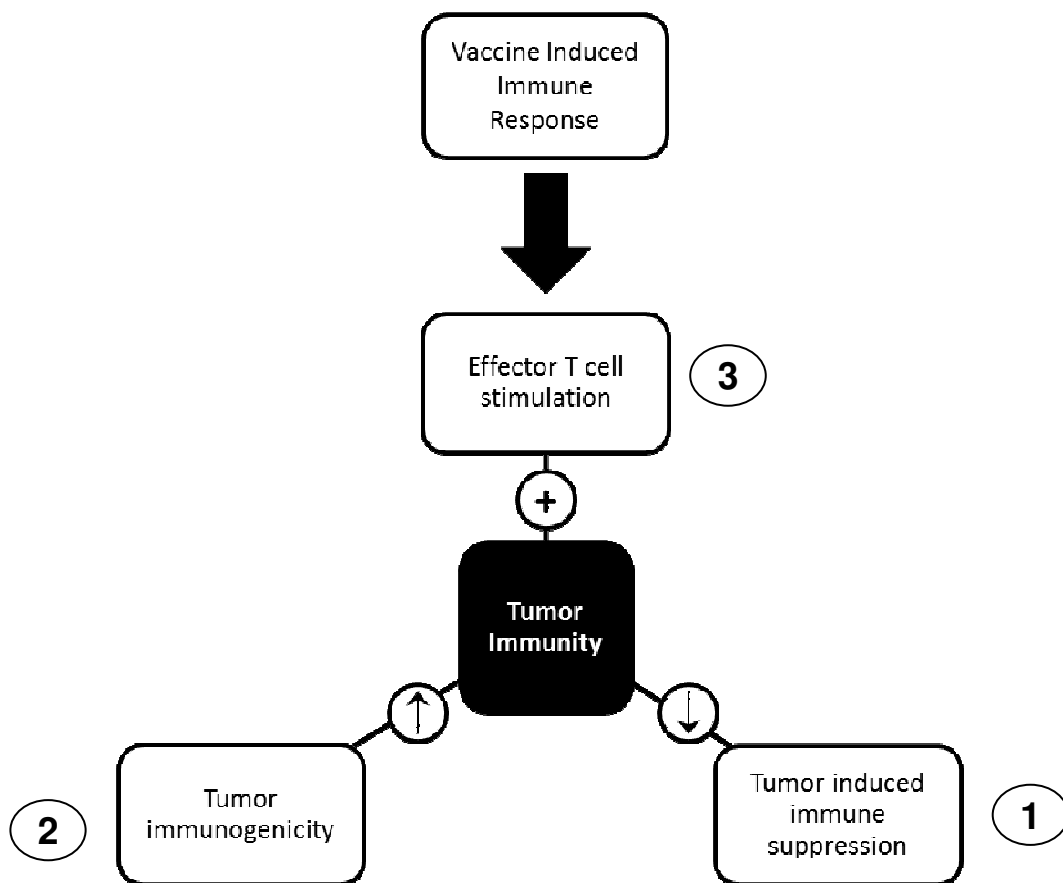 Vaccine Induced
Immune
Response
Effector T cell
stimulation
3
+
Tumor
Immunity
↑
↓
Tumor
immunogenicity
2
Tumor induced
immune
suppression
1